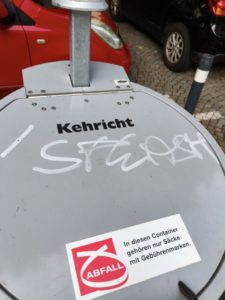 Kehricht
ABFALL
In diesen Container
gehören nur Säcke
mit Gebührenmarken.